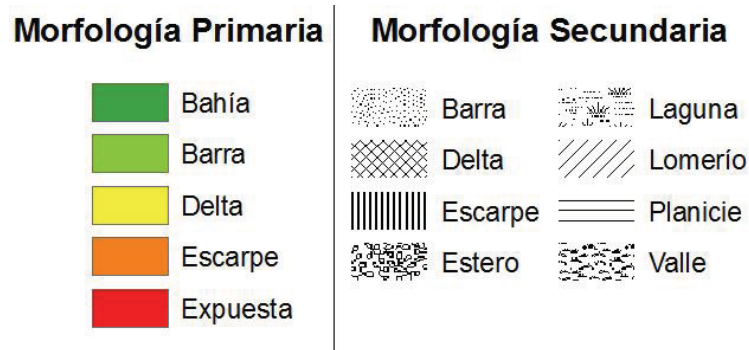 Morfología Primaria
Bahía
Barra
Delta
Escarpe
Expuesta
Morfología Secundaria
Barra
Delta
Escarpe
Estero
Laguna
Lomerío
Planicie
Valle